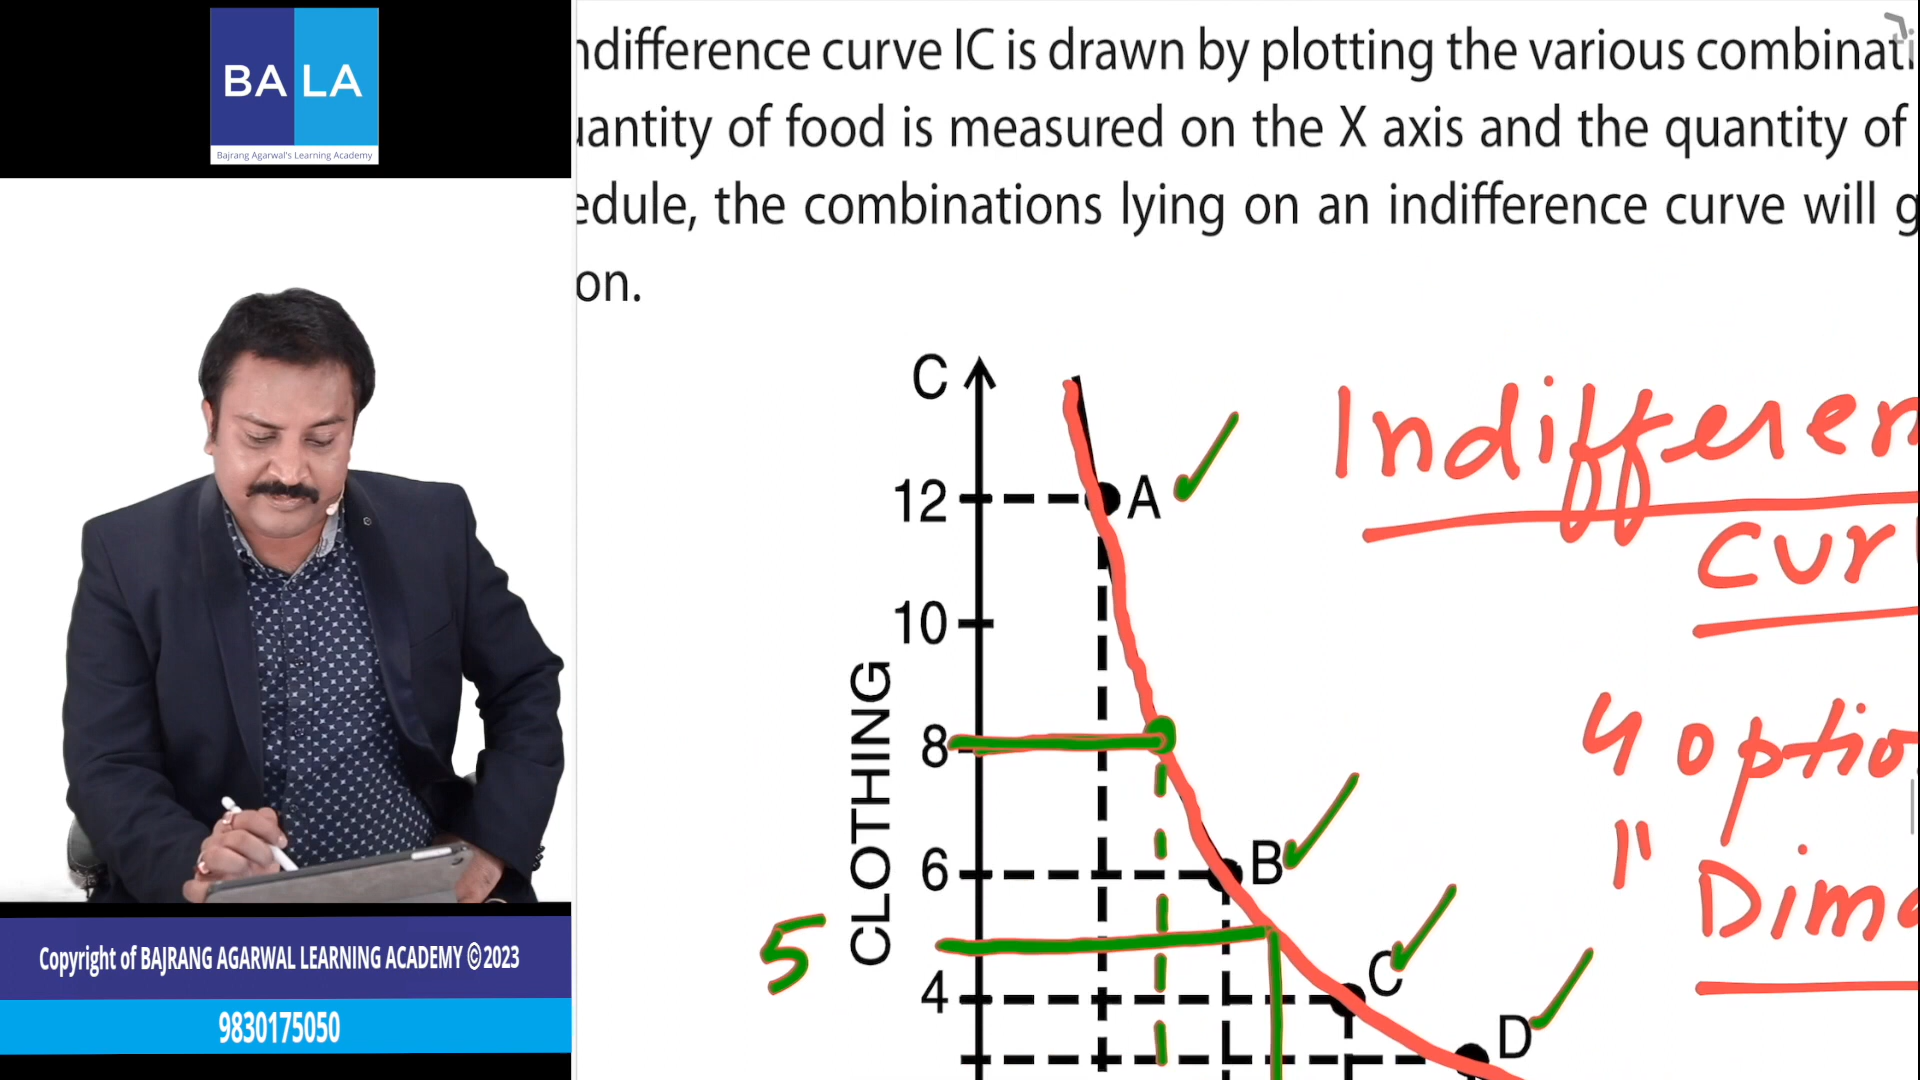 BA LA
Bajrang Agarwal's Learning Academy
ndifference curve IC is drawn by plotting the various combinati
uantity of food is measured on the X axis and the quantity of
edule, the combinations lying on an indifference curve will g
on.
C
12
A
10
8
6
B
5
4
C
D
CLOTHING
Indifferen
cur
4 optio
"
Copyright of BAJRANG AGARWAL LEARNING ACADEMY © 2023
9830175050